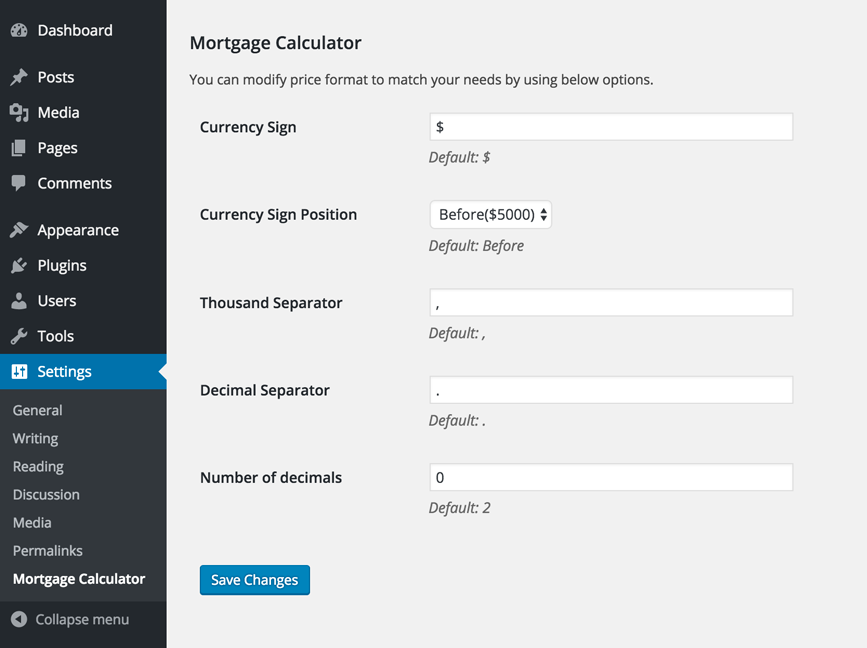 Dashboard
Posts
Media
Pages
Comments
Appearance
Plugins
Users
Tools
Settings
General
Writing
Reading
Discussion
Media
Permalinks
Mortgage Calculator
Collapse menu
Mortgage Calculator
You can modify price format to match your needs by using below options.
Currency Sign
$
Default: $
Currency Sign Position
Before($5000)
Default: Before
Thousand Separator
,
Default: ,
Decimal Separator
.
Default: .
Number of decimals
0
Default: 2
Save Changes